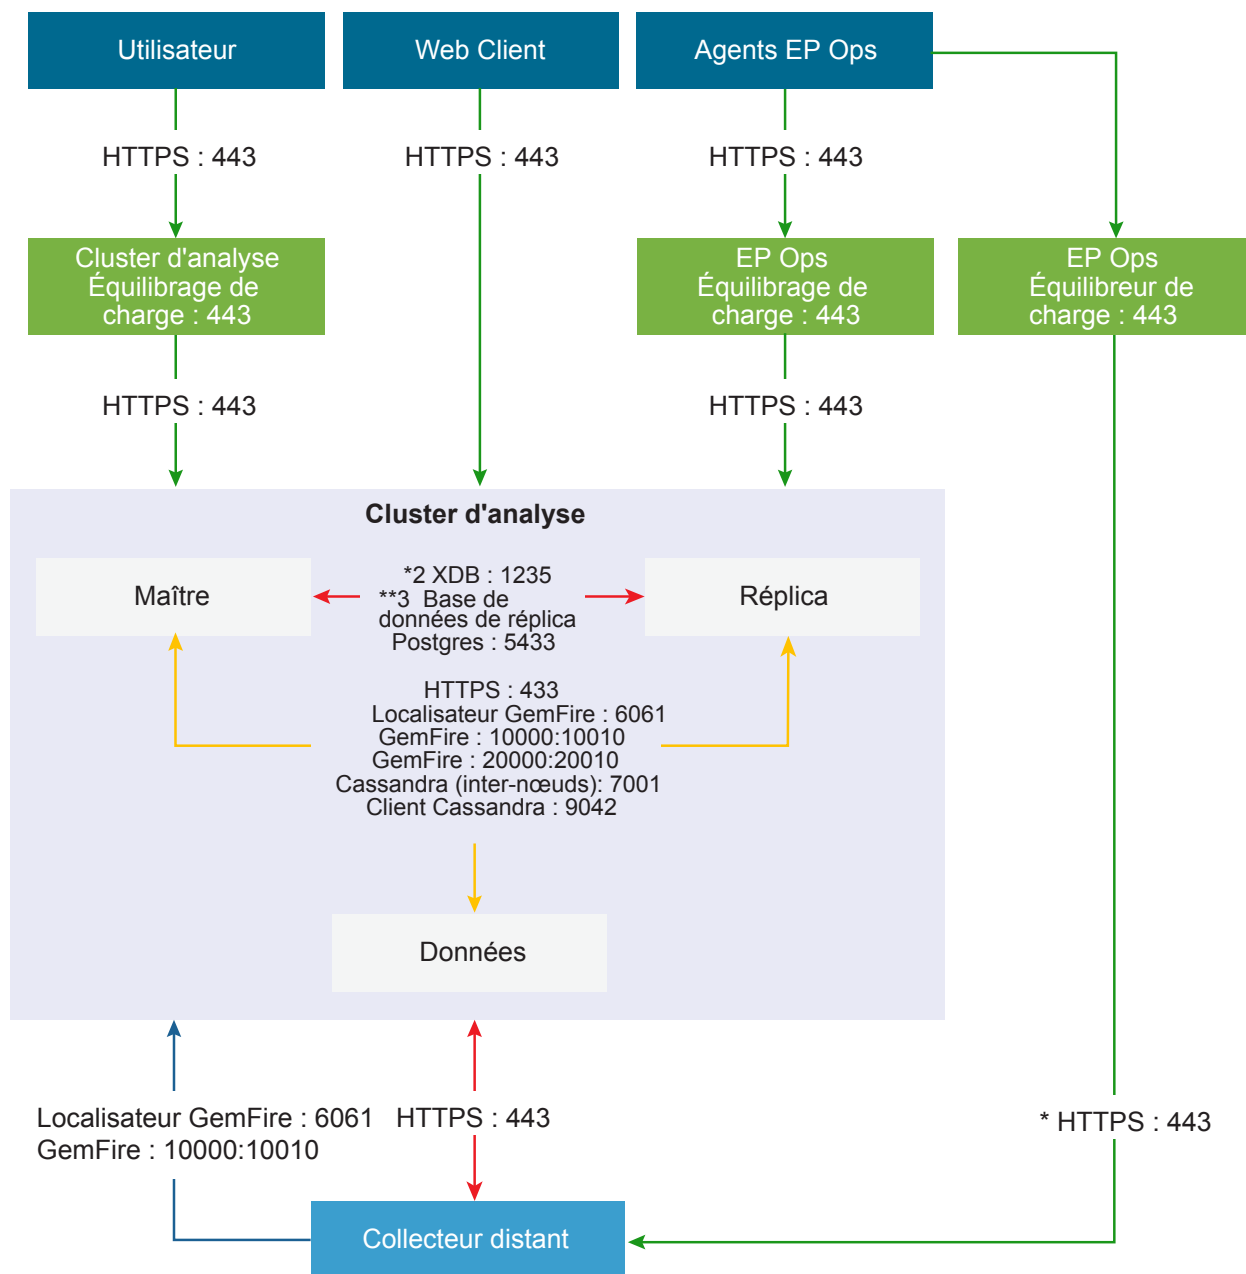 Utilisateur
Web Client
Agents EP Ops
HTTPS : 443
HTTPS : 443
HTTPS : 443
Cluster d'analyse
Équilibrage de
charge : 443
EP Ops
Équilibrage de
charge : 443
EP Ops
Équilibreur de
charge : 443
HTTPS : 443
HTTPS : 443
Cluster d'analyse
Maître
*2 XDB : 1235
**3 Base de
données de réplica
Postgres : 5433
Réplica
HTTPS : 433
Localisateur GemFire : 6061
GemFire : 10000:10010
GemFire : 20000:20010
Cassandra (inter-nœuds): 7001
Client Cassandra : 9042
Données
Localisateur GemFire : 6061
GemFire : 10000:10010
HTTPS : 443
* HTTPS : 443
Collecteur distant